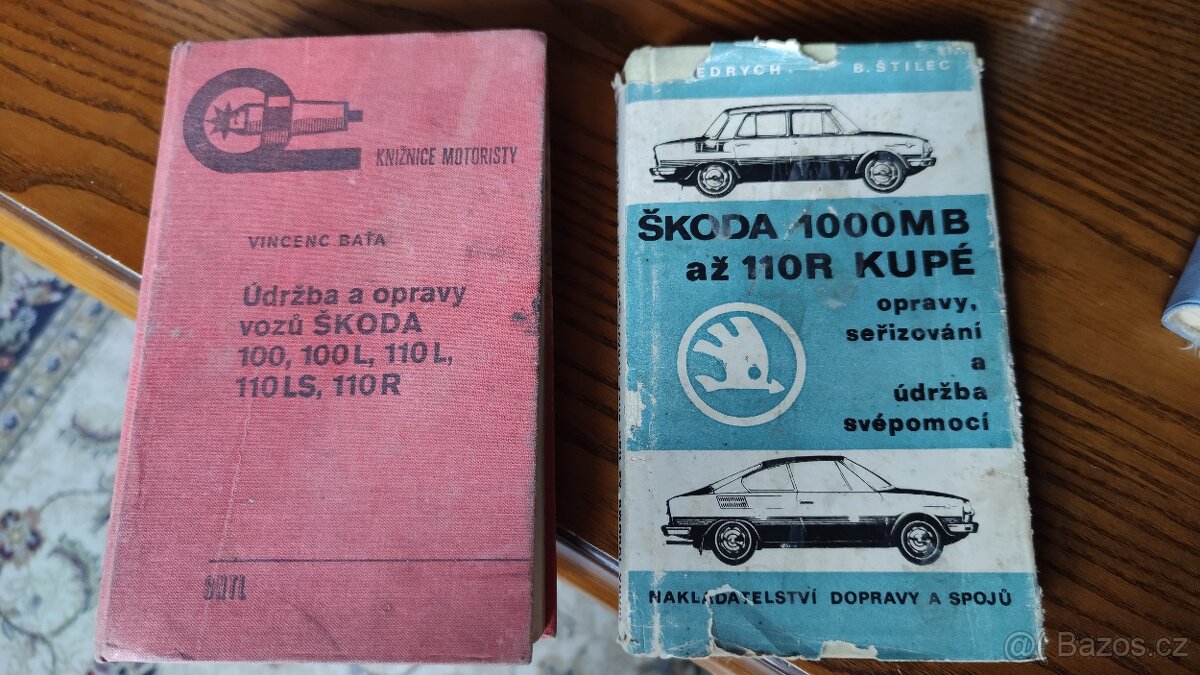 KNIŽNICE MOTORISTY
VINCENC BAŤA
Údržba a opravy
vozů ŠKODA
100, 100 L, 110 L,
110 LS, 110 R
SNTL
B. ŠTILEC
ŠKODA 1000MB
až 110R KUPÉ
opravy,
seřizování
a
údržba
svépomocí
NAKLADATELSTVÍ DOPRAVY A SPOJŮ
Bazos.cz